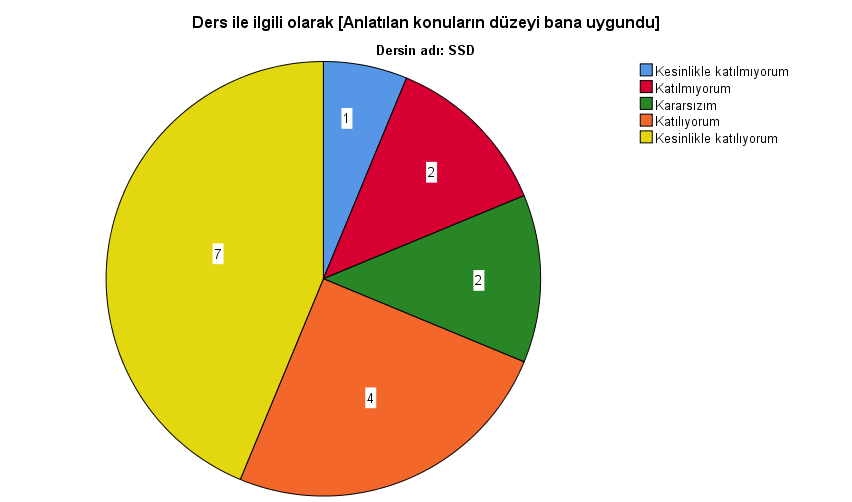 Ders ile ilgili olarak [Anlatılan konuların düzeyi bana uygundu]
Dersin adı: SSD
Kesinlikle katılmıyorum
Katılmıyorum
Kararsızım
Katılıyorum
Kesinlikle katılıyorum
1
2
2
4
7